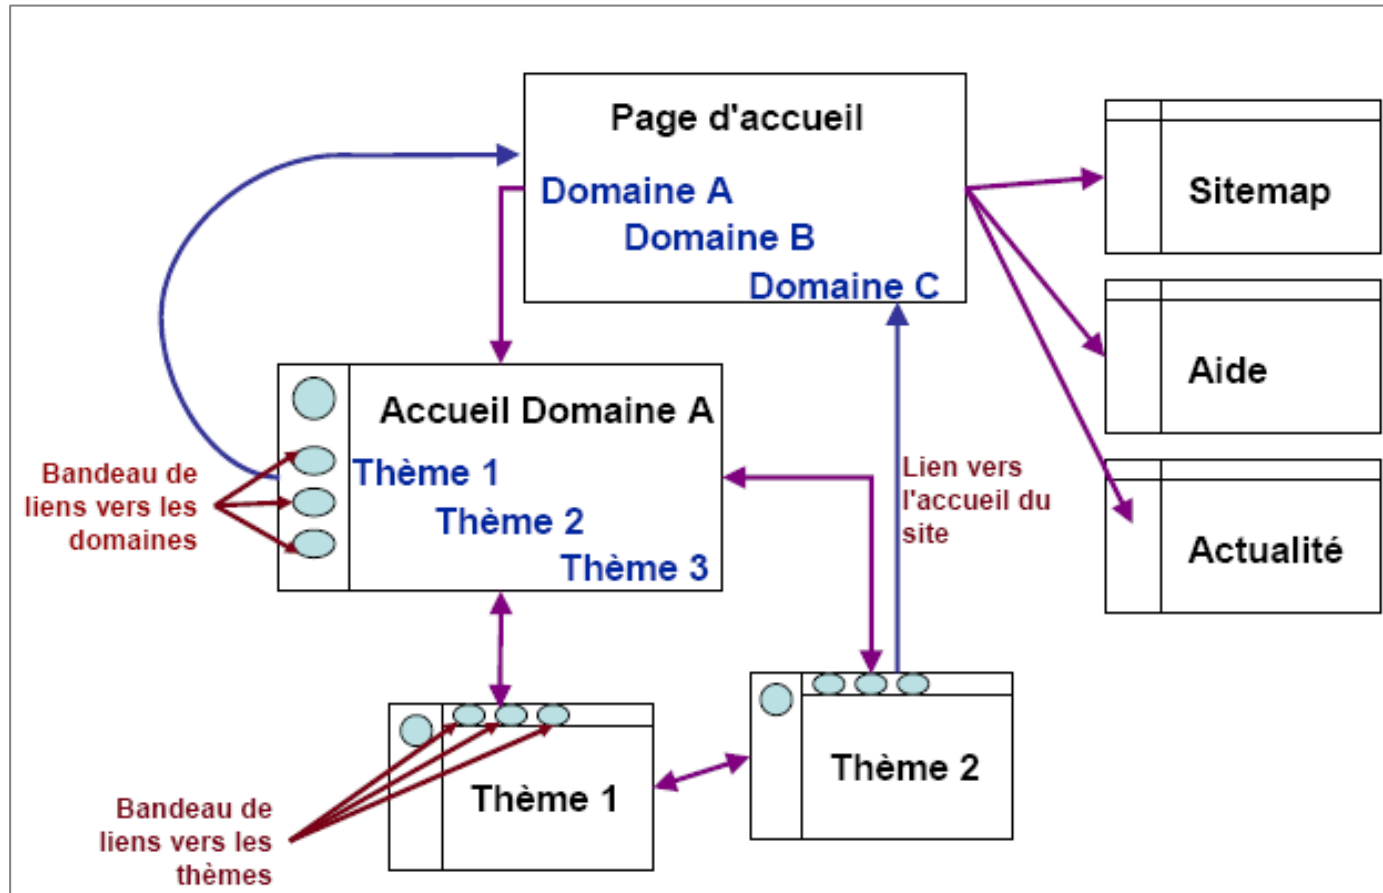 Page d'accueil
Domaine A
Domaine B
Domaine C
Sitemap
Aide
Actualité
Accueil Domaine A
Thème 1
Thème 2
Thème 3
Bandeau de
liens vers les
domaines
Lien vers
l'accueil du
site
Thème 1
Thème 2
Bandeau de
liens vers les
thèmes